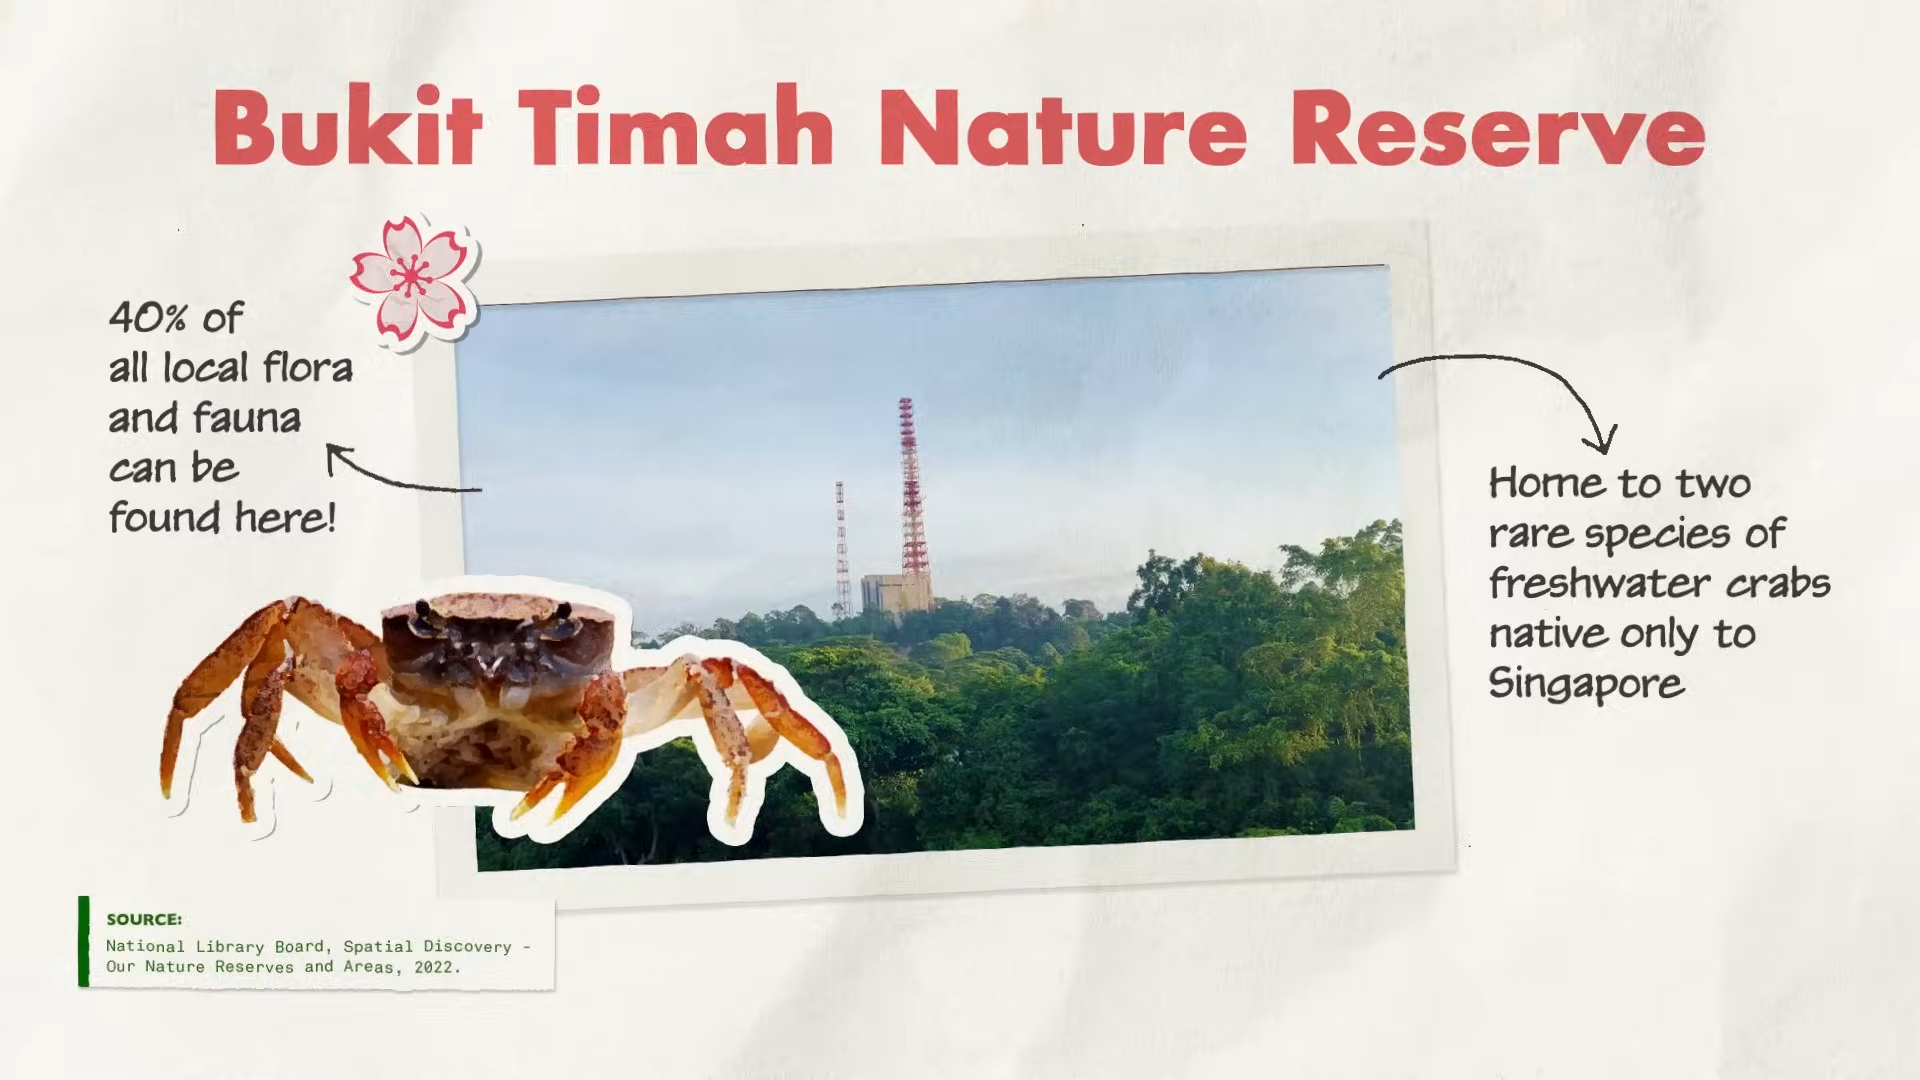 Bukit Timah Nature Reserve
40% of
all local flora
and fauna
can be
found here!
Home to two
rare species of
freshwater crabs
native only to
Singapore
SOURCE:
National Library Board, Spatial Discovery -
Our Nature Reserves and Areas, 2022.